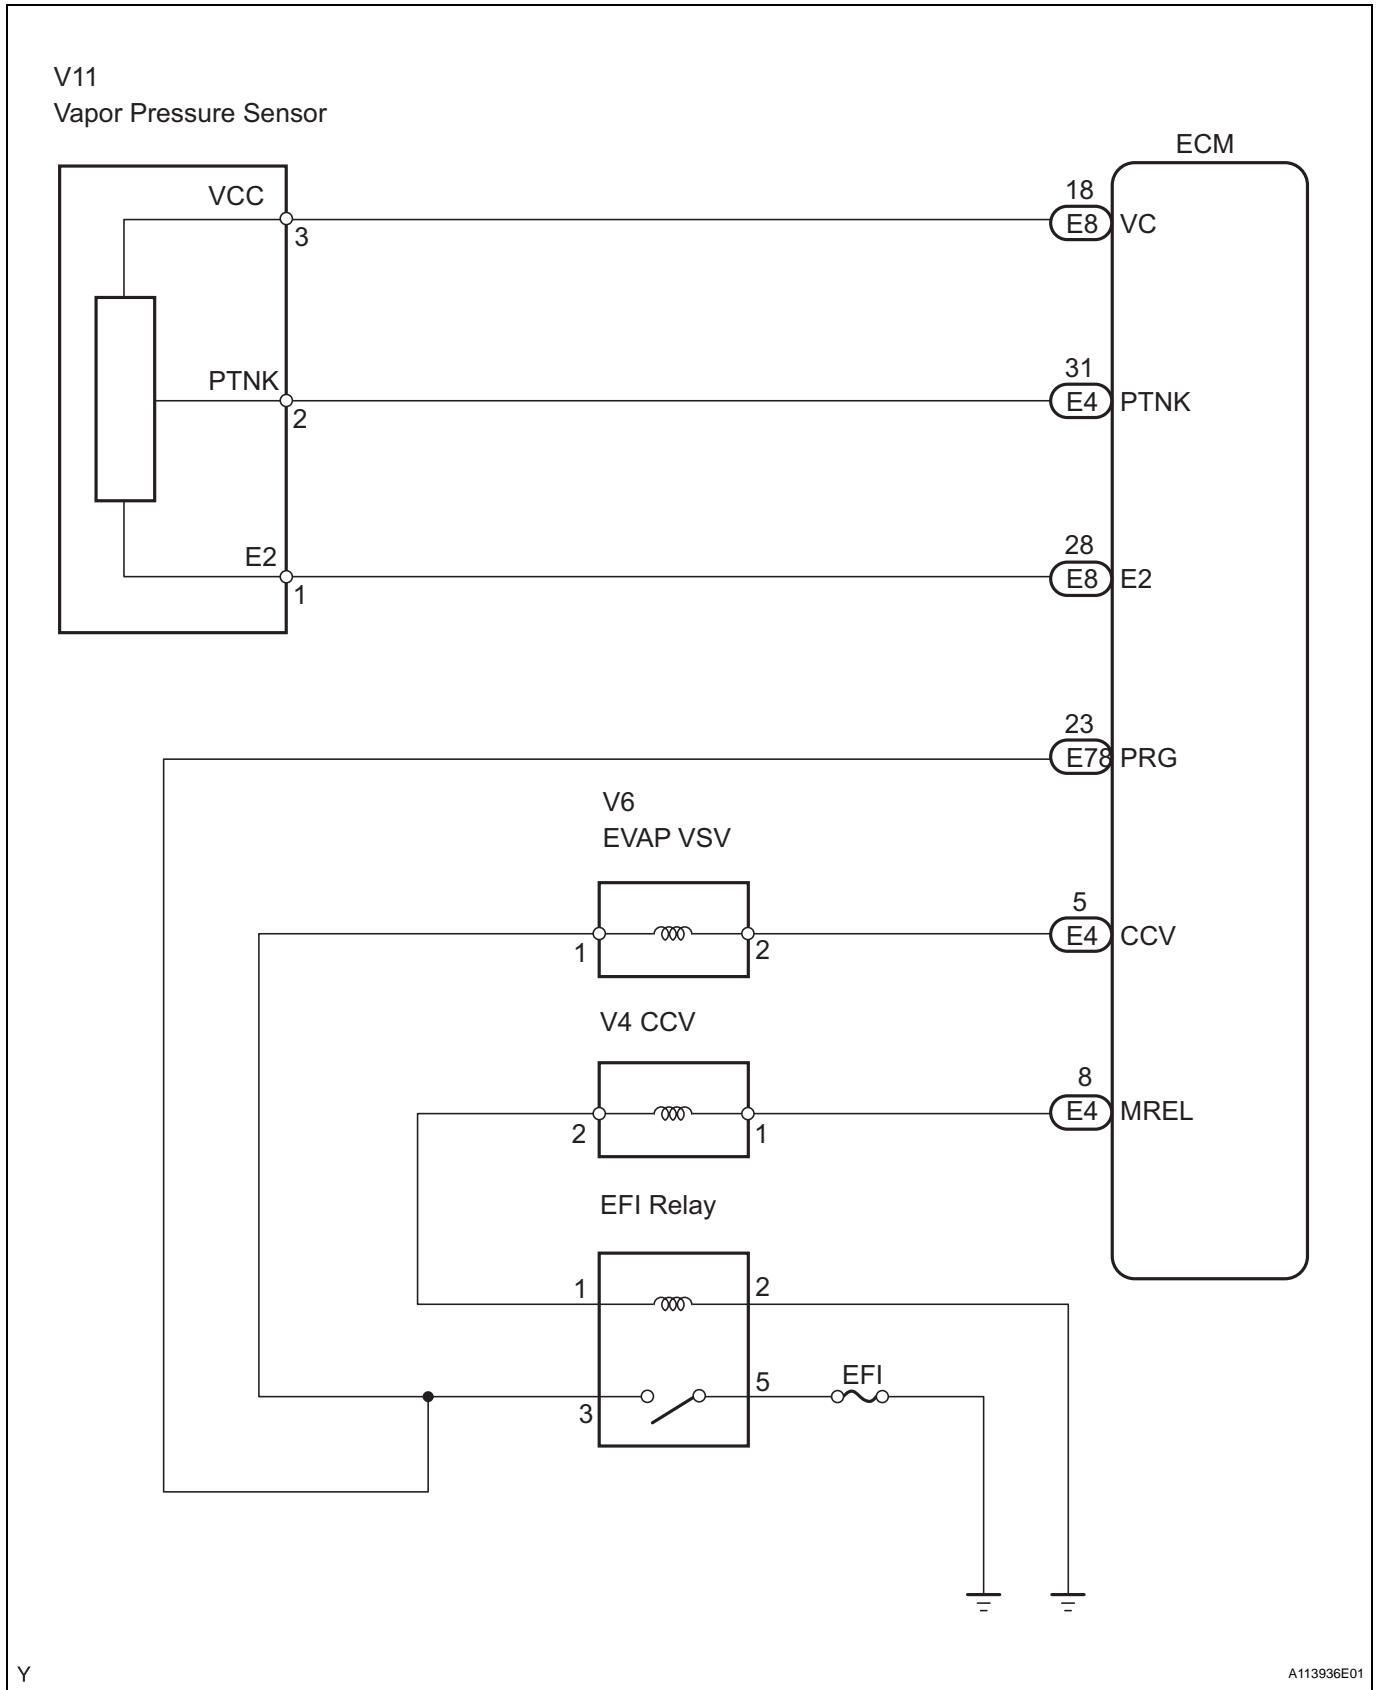 V11
Vapor Pressure Sensor
ECM
VCC
3
18
E8 VC
PTNK
2
31
E4 PTNK
E2
1
28
E8 E2
23
E78 PRG
V6
EVAP VSV
1
2
5
E4 CCV
V4 CCV
2
1
8
E4 MREL
EFI Relay
1
2
3
5
EFI
Y
A113936E01